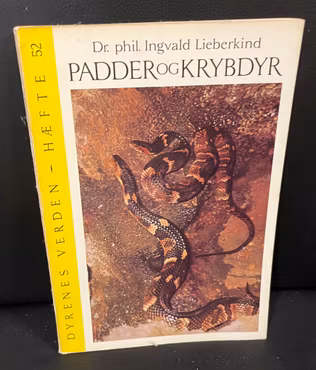 Dr. phil. Ingvald Lieberkind
PADDER OG KRYBDYR
DYRENES VERDEN – HÆFTE 52